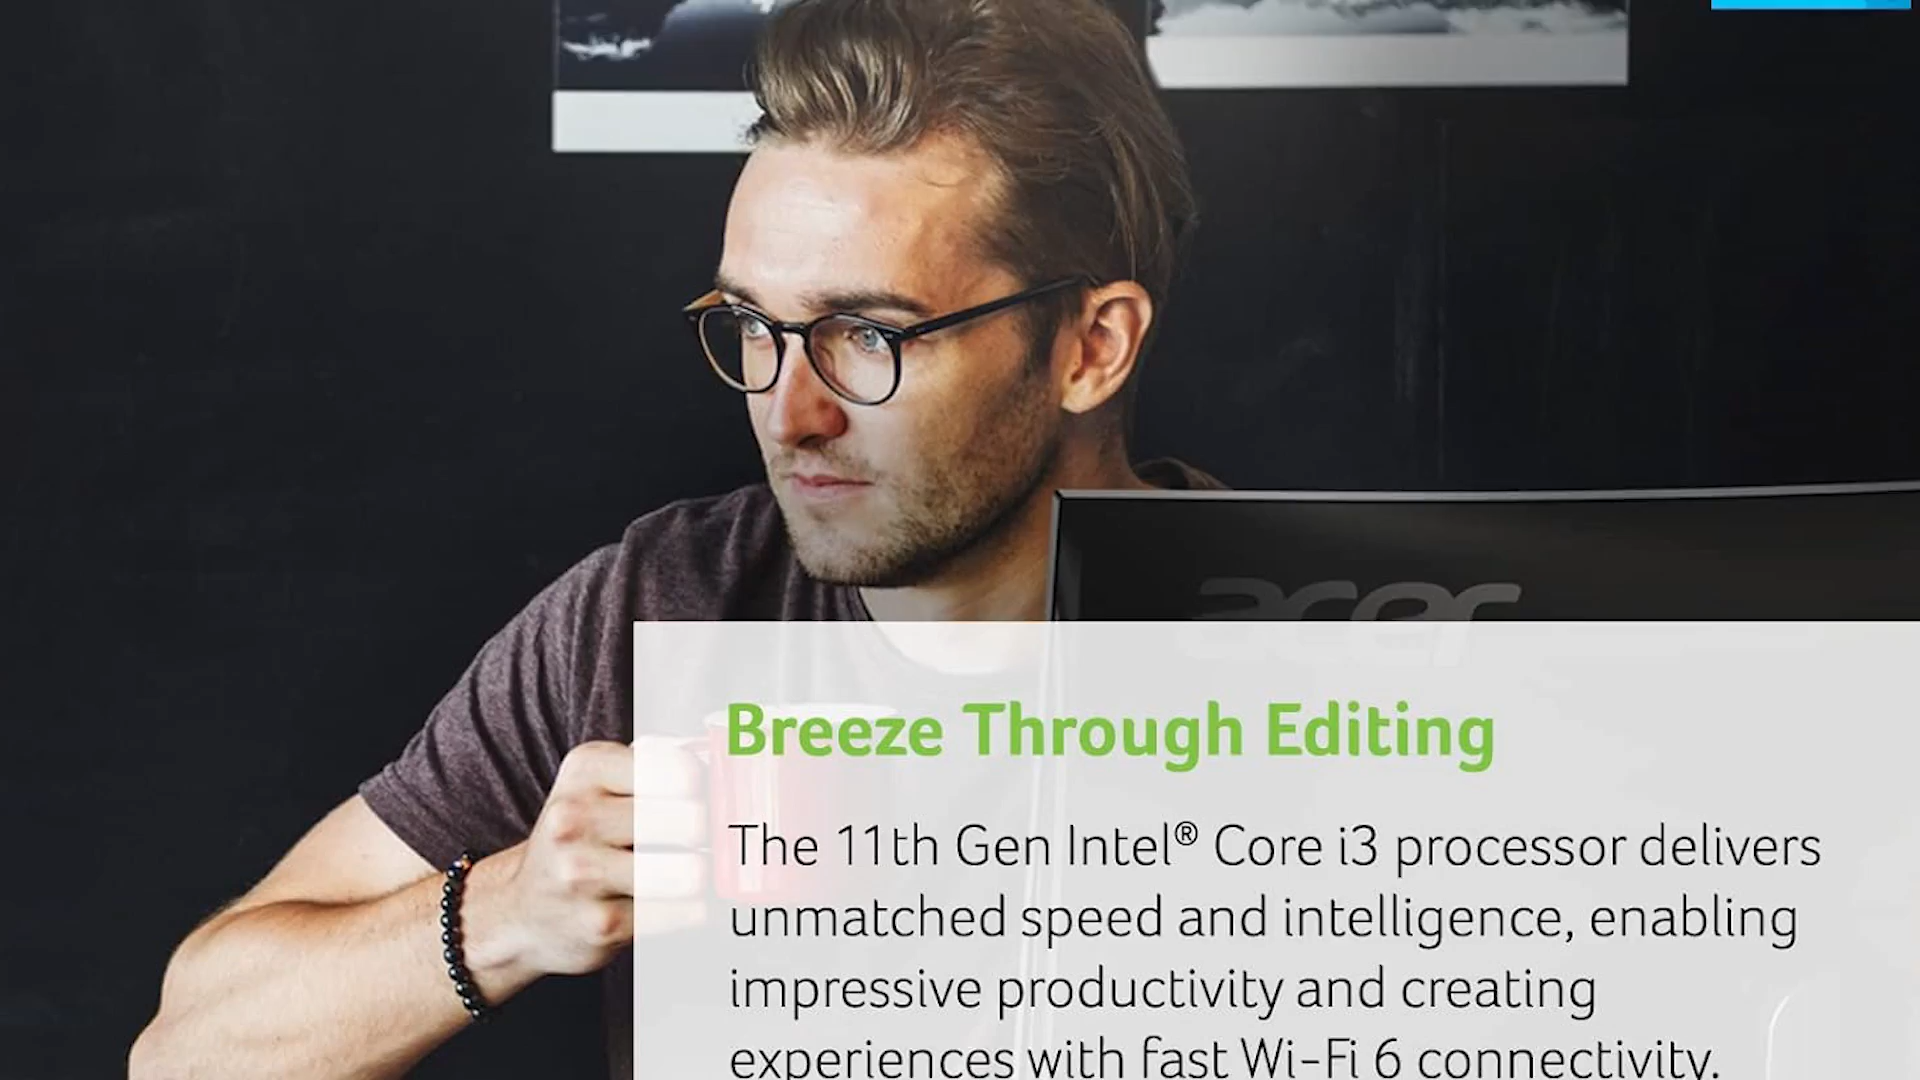 acer
Breeze Through Editing
The 11th Gen Intel® Core i3 processor delivers
unmatched speed and intelligence, enabling
impressive productivity and creating
experiences with fast Wi-Fi 6 connectivity.